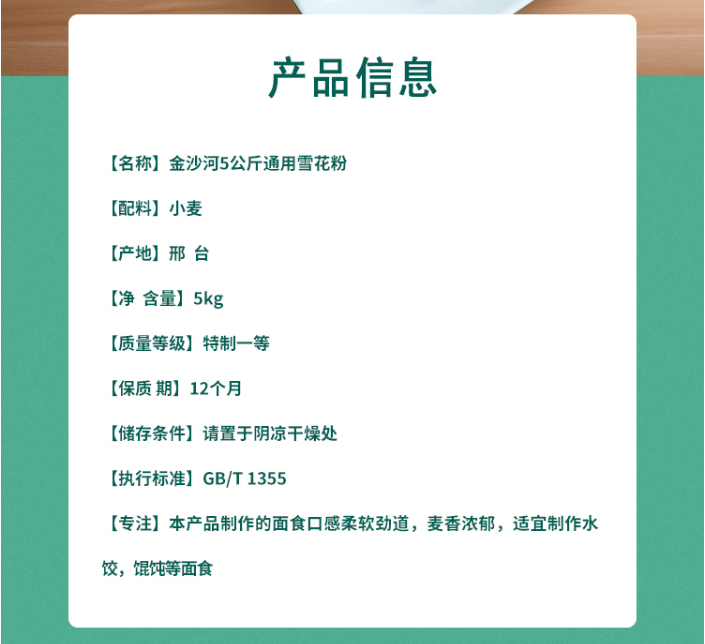 产品信息
【名称】金沙河5公斤通用雪花粉
【配料】小麦
【产地】邢 台
【净 含量】5kg
【质量等级】特制一等
【保质 期】12个月
【储存条件】请置于阴凉干燥处
【执行标准】GB/T 1355
【专注】本产品制作的面食口感柔软劲道，麦香浓郁，适宜制作水
饺，馄饨等面食